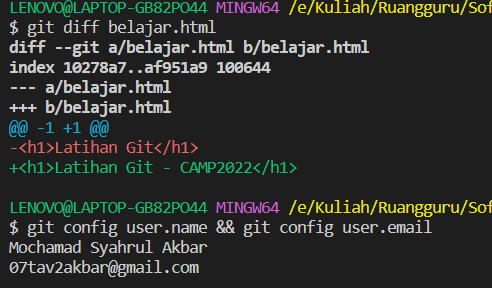 LENOVO@LAPTOP-GB82PO44 MINGW64 /e/Kuliah/Ruangguru/Sof
$ git diff belajar.html
diff --git a/belajar.html b/belajar.html
index 10278a7..af951a9 100644
--- a/belajar.html
+++ b/belajar.html
@@ -1 +1 @@
-<h1>Latihan Git</h1>
+<h1>Latihan Git - CAMP2022</h1>
LENOVO@LAPTOP-GB82PO44 MINGW64 /e/Kuliah/Ruangguru/Sof
$ git config user.name && git config user.email
Mochamad Syahrul Akbar
07tav2akbar@gmail.com